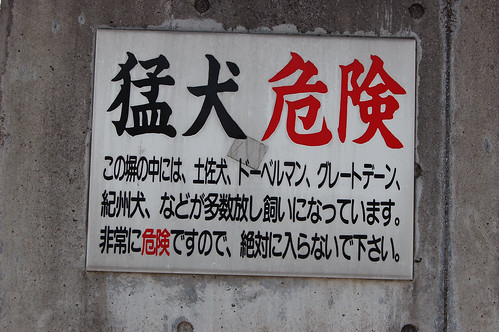 猛犬危険
この塀の中には、土佐犬、ドーベルマン、グレートデーン、
紀州犬、などが多数放し飼いになっています。
非常に危険ですので、絶対に入らないで下さい。